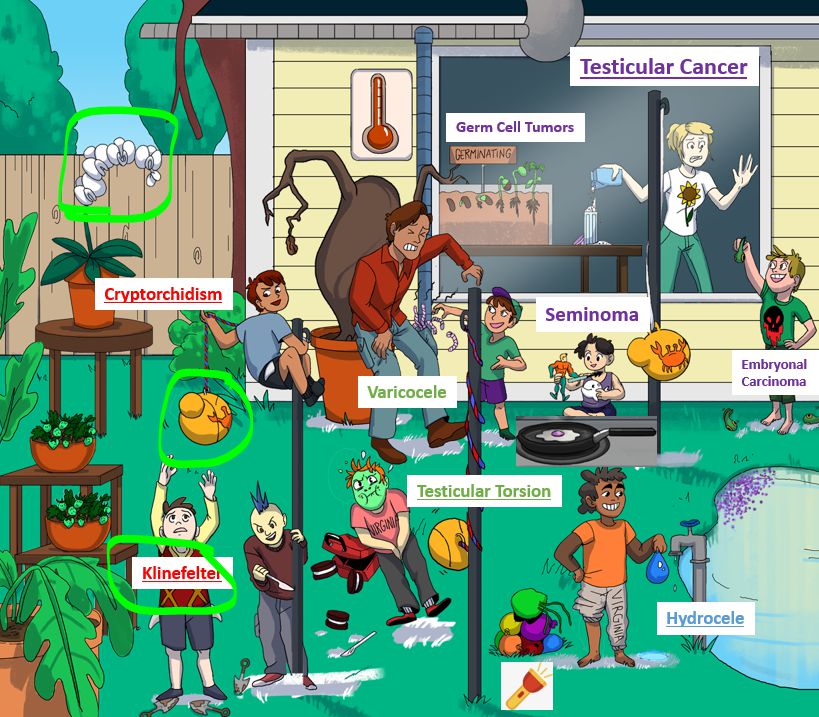 Testicular Cancer
Germ Cell Tumors
GERMINATING
Cryptorchidism
Seminoma
Embryonal
Carcinoma
Varicocele
Testicular Torsion
VIRGINIA
Klinefelter
VIRGINIA
Hydrocele